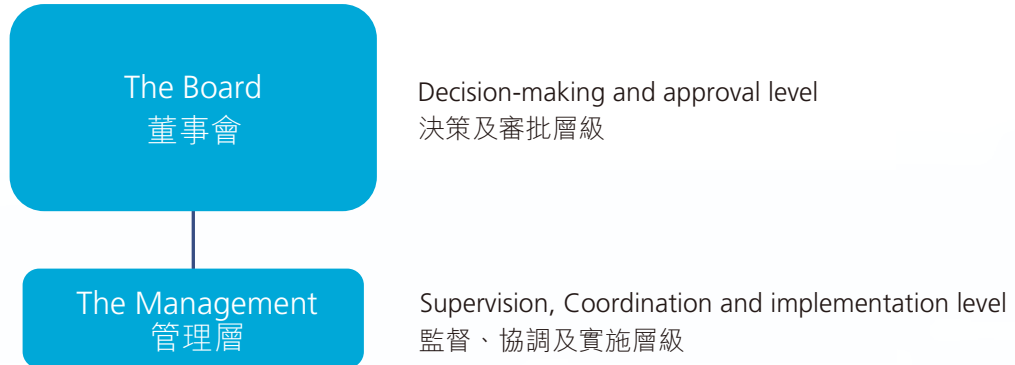 The Board
董事會
Decision-making and approval level
決策及審批層級
The Management
管理層
Supervision, Coordination and implementation level
監督、協調及實施層級